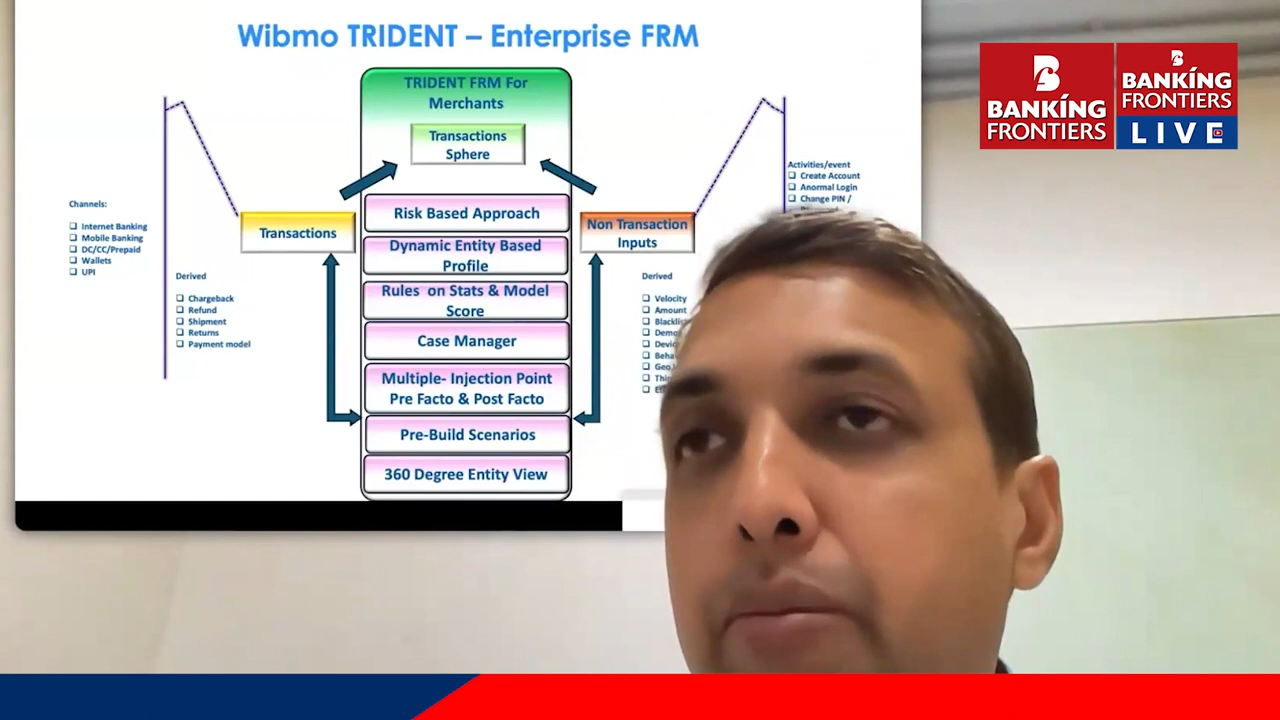 Wibmo TRIDENT – Enterprise FRM
BANKING
FRONTIERS
BANKING
FRONTIERS
LIVE
TRIDENT FRM For
Merchants
Transactions
Sphere
Channels:
❑ Internet Banking
❑ Mobile Banking
❑ DC/CC/Prepaid
❑ Wallets
❑ UPI
Transactions
Derived
❑ Chargeback
❑ Refund
❑ Shipment
❑ Returns
❑ Payment model
Risk Based Approach
Dynamic Entity Based
Profile
Rules on Stats & Model
Score
Case Manager
Multiple- Injection Point
Pre Facto & Post Facto
Pre-Build Scenarios
360 Degree Entity View
Non Transaction
Inputs
Activities/event
❑ Create Account
❑ Anormal Login
❑ Change PIN /
Derived
❑ Velocity
❑ Amount